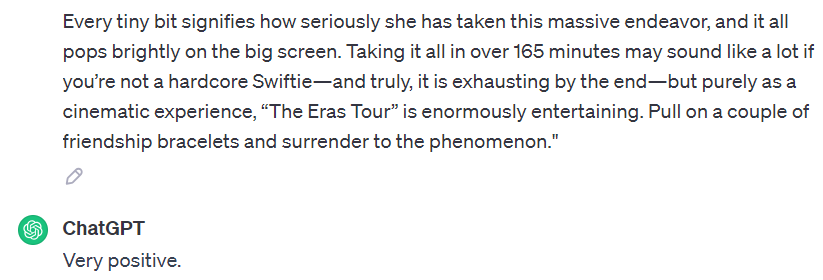 Every tiny bit signifies how seriously she has taken this massive endeavor, and it all
pops brightly on the big screen. Taking it all in over 165 minutes may sound like a lot if
you’re not a hardcore Swiftie—and truly, it is exhausting by the end—but purely as a
cinematic experience, “The Eras Tour” is enormously entertaining. Pull on a couple of
friendship bracelets and surrender to the phenomenon."
ChatGPT
Very positive.